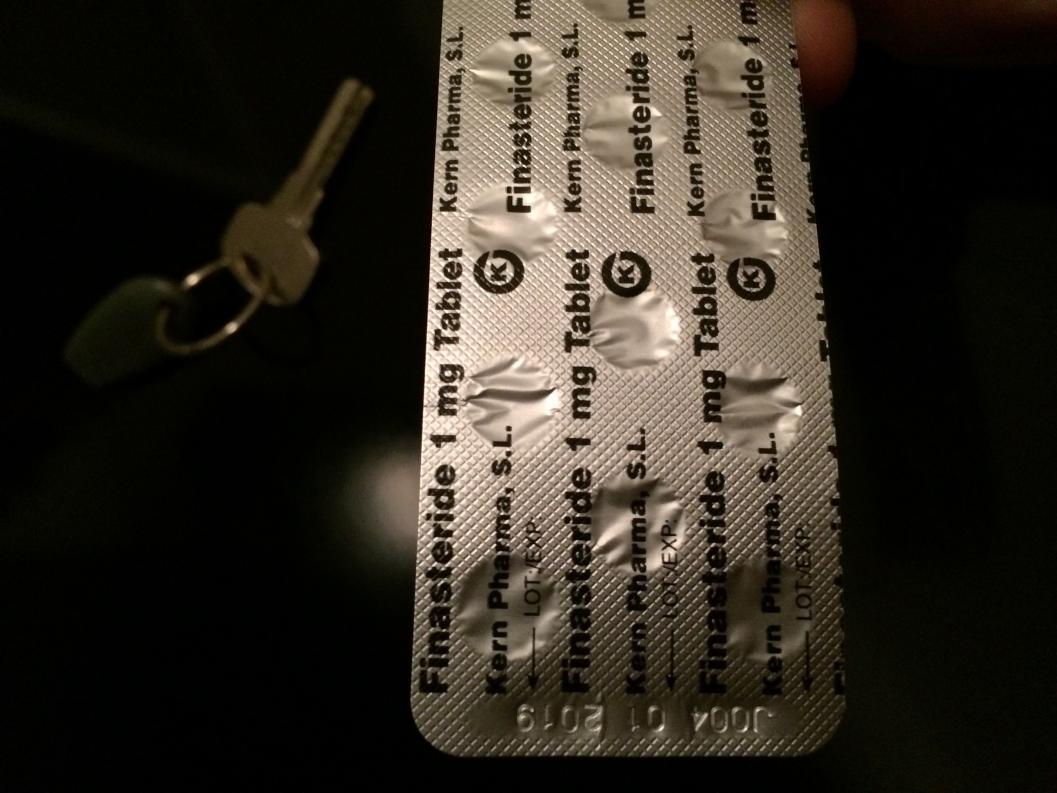 Kern Pharma, S.L.
Finasteride 1 m
Kern Pharma, S.L.
Finasteride 1 m
Kern Pharma, S.L.
Finasteride 1 m
Finasteride 1 mg Tablet
Kern Pharma, S.L.
LOT:/EXP:
K
Finasteride 1 mg Tablet
Kern Pharma, S.L.
LOT:/EXP:
K
Finasteride 1 mg Tablet
Kern Pharma, S.L.
LOT:/EXP:
K
J004 01 2019